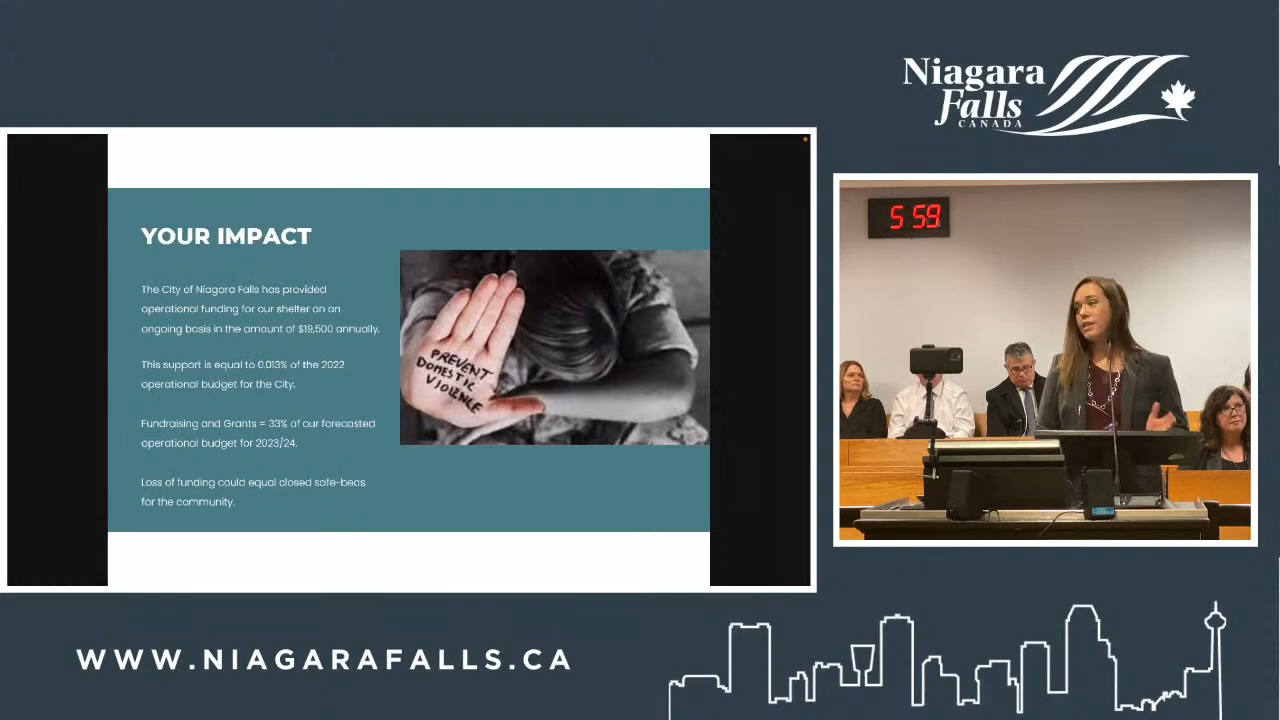 Niagara
Falls
CANADA
5 59
YOUR IMPACT
The City of Niagara Falls has provided
operational funding for our shelter on an
ongoing basis in the amount of $19,500 annually.
This support is equal to 0.013% of the 2022
operational budget for the City.
Fundraising and Grants = 33% of our forecasted
operational budget for 2023/24.
Loss of funding could equal closed safe-beds
for the community.
PREVENT
DOMESTIC
VIOLENCE
WWW.NIAGARAFALLS.CA